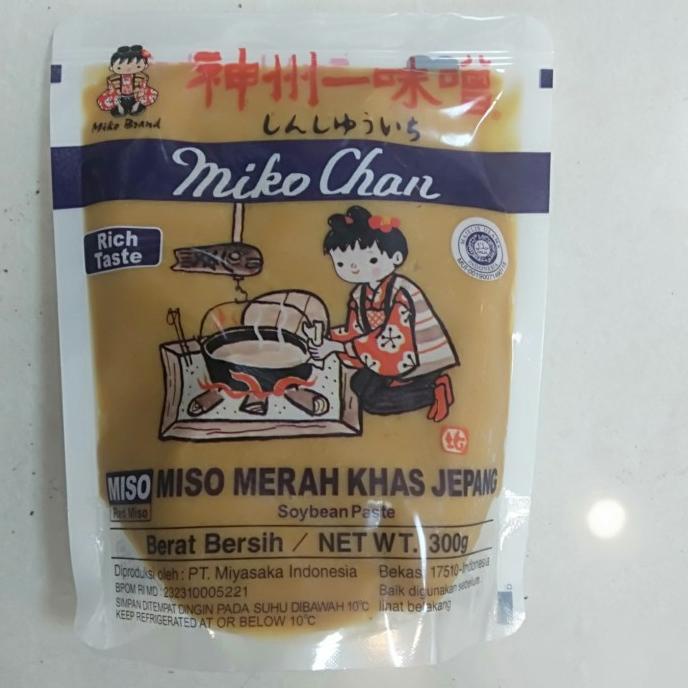 神州一味噌
Miko Brand
しんしゅういち
Miko Chan
Rich
Taste
MISO
Red Miso
MISO MERAH KHAS JEPANG
Soybean Paste
Berat Bersih / NET WT. 300g
Diproduksi oleh : PT. Miyasaka Indonesia
Bekasi 17510-Indonesia
BPOM RI MD : 232310005221
Baik digunakan sebelum :
SIMPAN DITEMPAT DINGIN PADA SUHU DIBAWAH 10°C
lihat belakang
KEEP REFRIGERATED AT OR BELOW 10°C